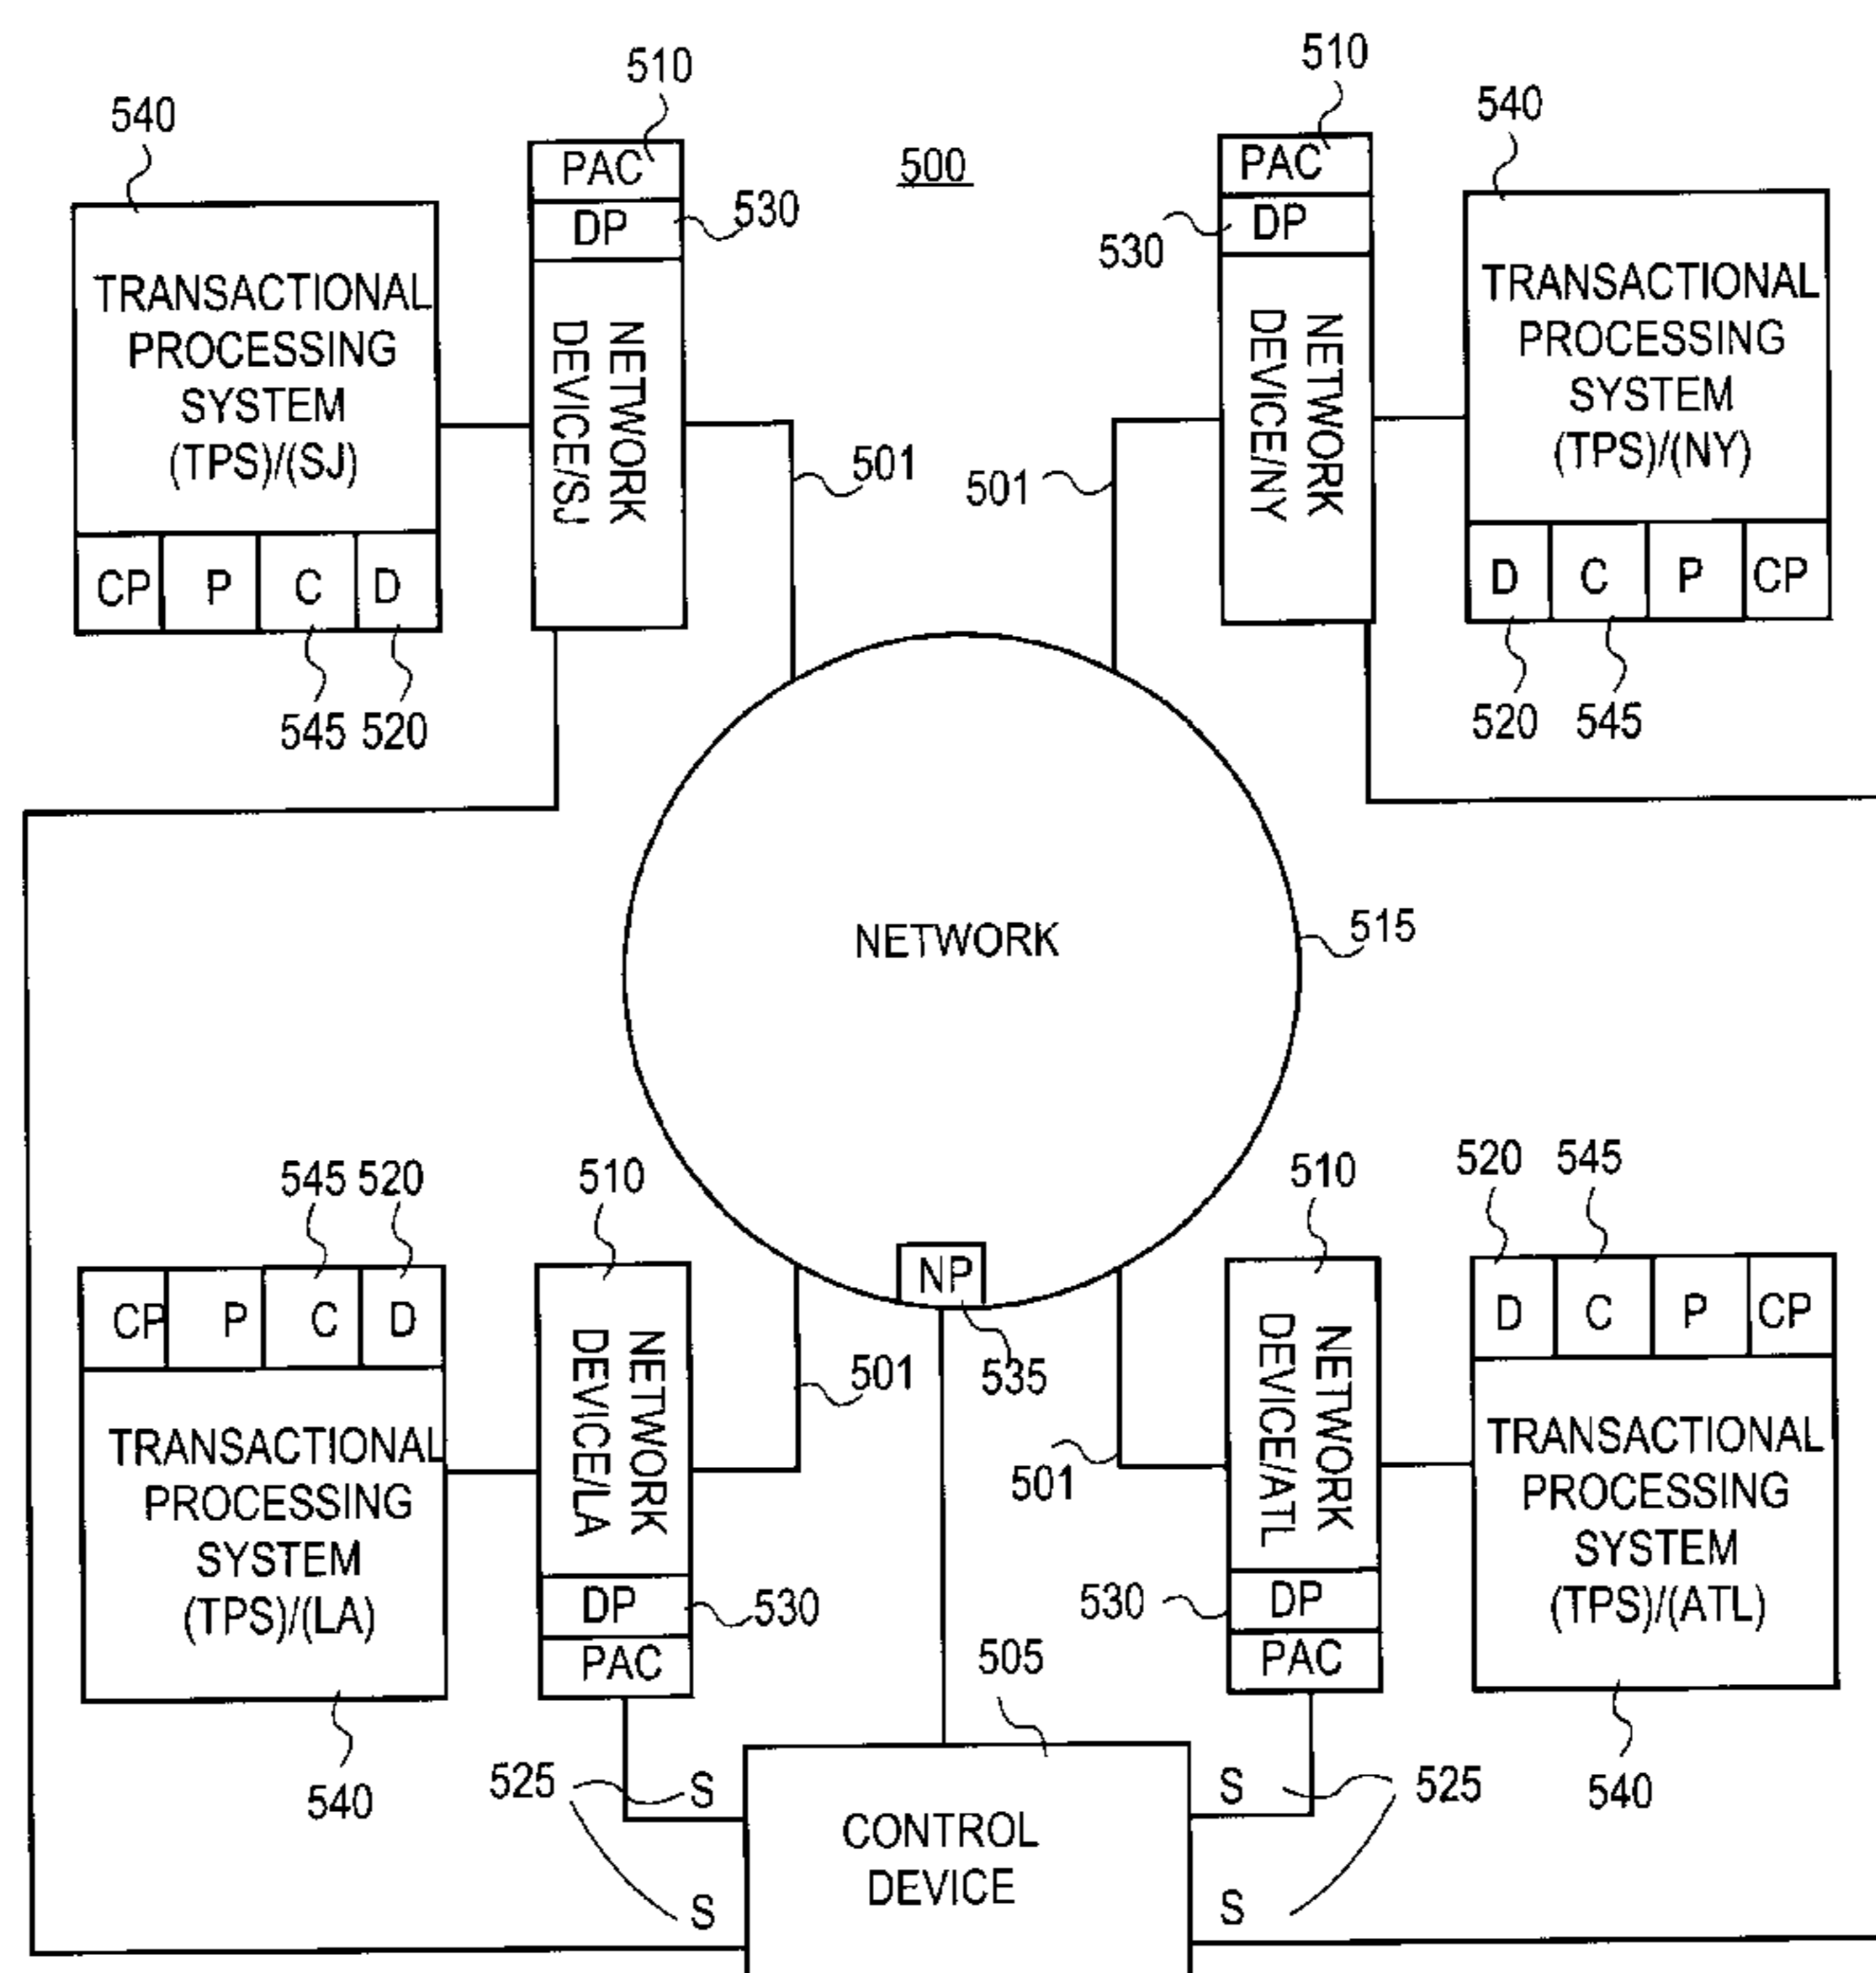 510
510
540
540
500
PAC
PAC
530
DP
DP
530
TRANSACTIONAL
PROCESSING
SYSTEM
(TPS)/(SJ)
NETWORK
DEVICE/SJ
NETWORK
DEVICE/NY
TRANSACTIONAL
PROCESSING
SYSTEM
(TPS)/(NY)
501
501
CP P C D
D C P CP
545 520
520 545
NETWORK
515
545 520
510
510
520 545
CP P C D
NP
D C P CP
NETWORK
DEVICE/LA
501
535
501
NETWORK
DEVICE/ATL
TRANSACTIONAL
PROCESSING
SYSTEM
(TPS)/(LA)
TRANSACTIONAL
PROCESSING
SYSTEM
(TPS)/(ATL)
DP
530
530
DP
PAC
505
PAC
540
525
S
S
525
540
CONTROL
DEVICE
S
S